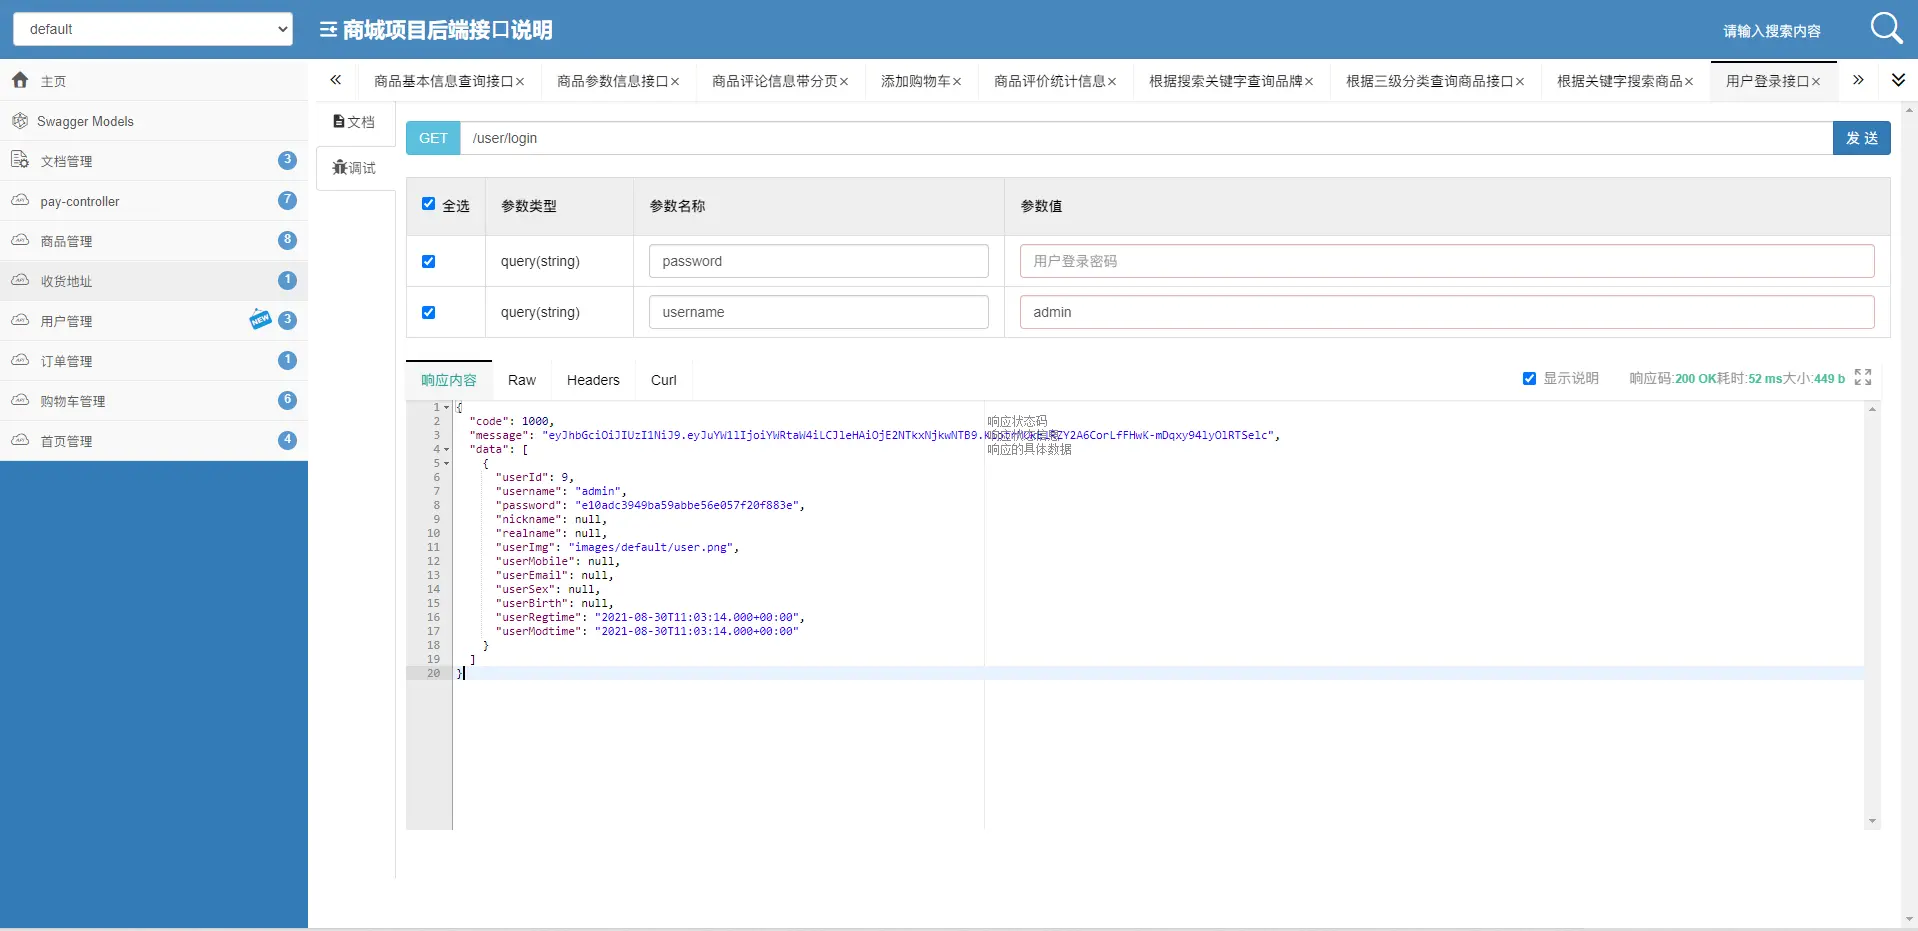 default
商城项目后端接口说明
请输入搜索内容
主页
Swagger Models
文档管理 3
pay-controller 7
商品管理 8
收货地址 1
用户管理 NEW 3
订单管理 1
购物车管理 6
首页管理 4
商品基本信息查询接口× 商品参数信息接口× 商品评论信息带分页× 添加购物车× 商品评价统计信息× 根据搜索关键字查询品牌× 根据三级分类查询商品接口× 根据关键字搜索商品× 用户登录接口×
文档
调试
GET /user/login 发 送
全选 参数类型 参数名称 参数值
query(string) password 用户登录密码
query(string) username admin
响应内容 Raw Headers Curl 显示说明 响应码:200 OK耗时:52 ms大小:449 b
1 {
2 "code": 1000, 响应状态码
3 "message": 响应状态信息
4 "data": [ 响应的具体数据
5 {
6 "userId": 9,
7 "username": "admin",
8 "password": "e10adc3949ba59abbe56e057f20f883e",
9 "nickname": null,
10 "realname": null,
11 "userImg": "images/default/user.png",
12 "userMobile": null,
13 "userEmail": null,
14 "userSex": null,
15 "userBirth": null,
16 "userRegtime": "2021-08-30T11:03:14.000+00:00",
17 "userModtime": "2021-08-30T11:03:14.000+00:00"
18 }
19 ]
20 }